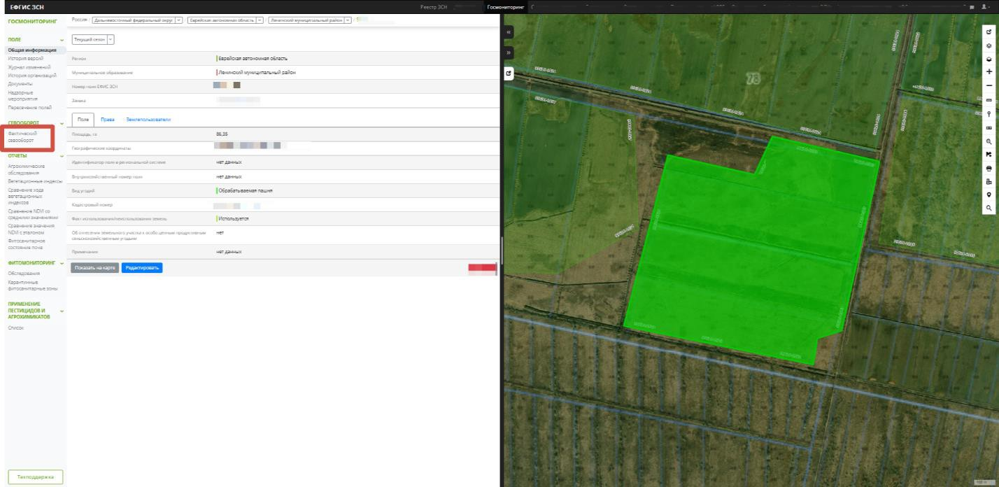 ЕФГИС ЗСН
Реестр ЗСН
Госмониторинг
ГОСМОНИТОРИНГ
ПОЛЕ
Общая информация
История версий
Журнал изменений
История организаций
Документы
Надзорные
мероприятия
Пересечение полей
СЕВООБОРОТ
Фактический
севооборот
ОТЧЕТЫ
Агрохимические
обследования
Вегетационные индексы
Сравнение хода
вегетационных
индексов
Сравнение NDVI со
средними значениями
Сравнение значения
NDVI с эталоном
Фитосанитарное
состояние почв
ФИТОМОНИТОРИНГ
Обследования
Карантинные
фитосанитарные зоны
ПРИМЕНЕНИЕ
ПЕСТИЦИДОВ И
АГРОХИМИКАТОВ
Список
Техподдержка
Россия / Дальневосточный федеральный округ / Еврейская автономная область / Ленинский муниципальный район /
Текущий сезон
Регион Еврейская автономная область
Муниципальное образование Ленинский муниципальный район
Номер поля ЕФИС ЗСН
Заявка
Поле Права Землепользователи
Площадь, га 86,35
Географические координаты
Идентификатор поля в региональной системе нет данных
Внутрихозяйственный номер поля нет данных
Вид угодий Обрабатываемая пашня
Кадастровый номер
Факт использования/неиспользования земель Используется
Об отнесении земельного участка к особо ценным продуктивным
сельскохозяйственным угодьям нет
Примечания нет данных
Показать на карте Редактировать
78